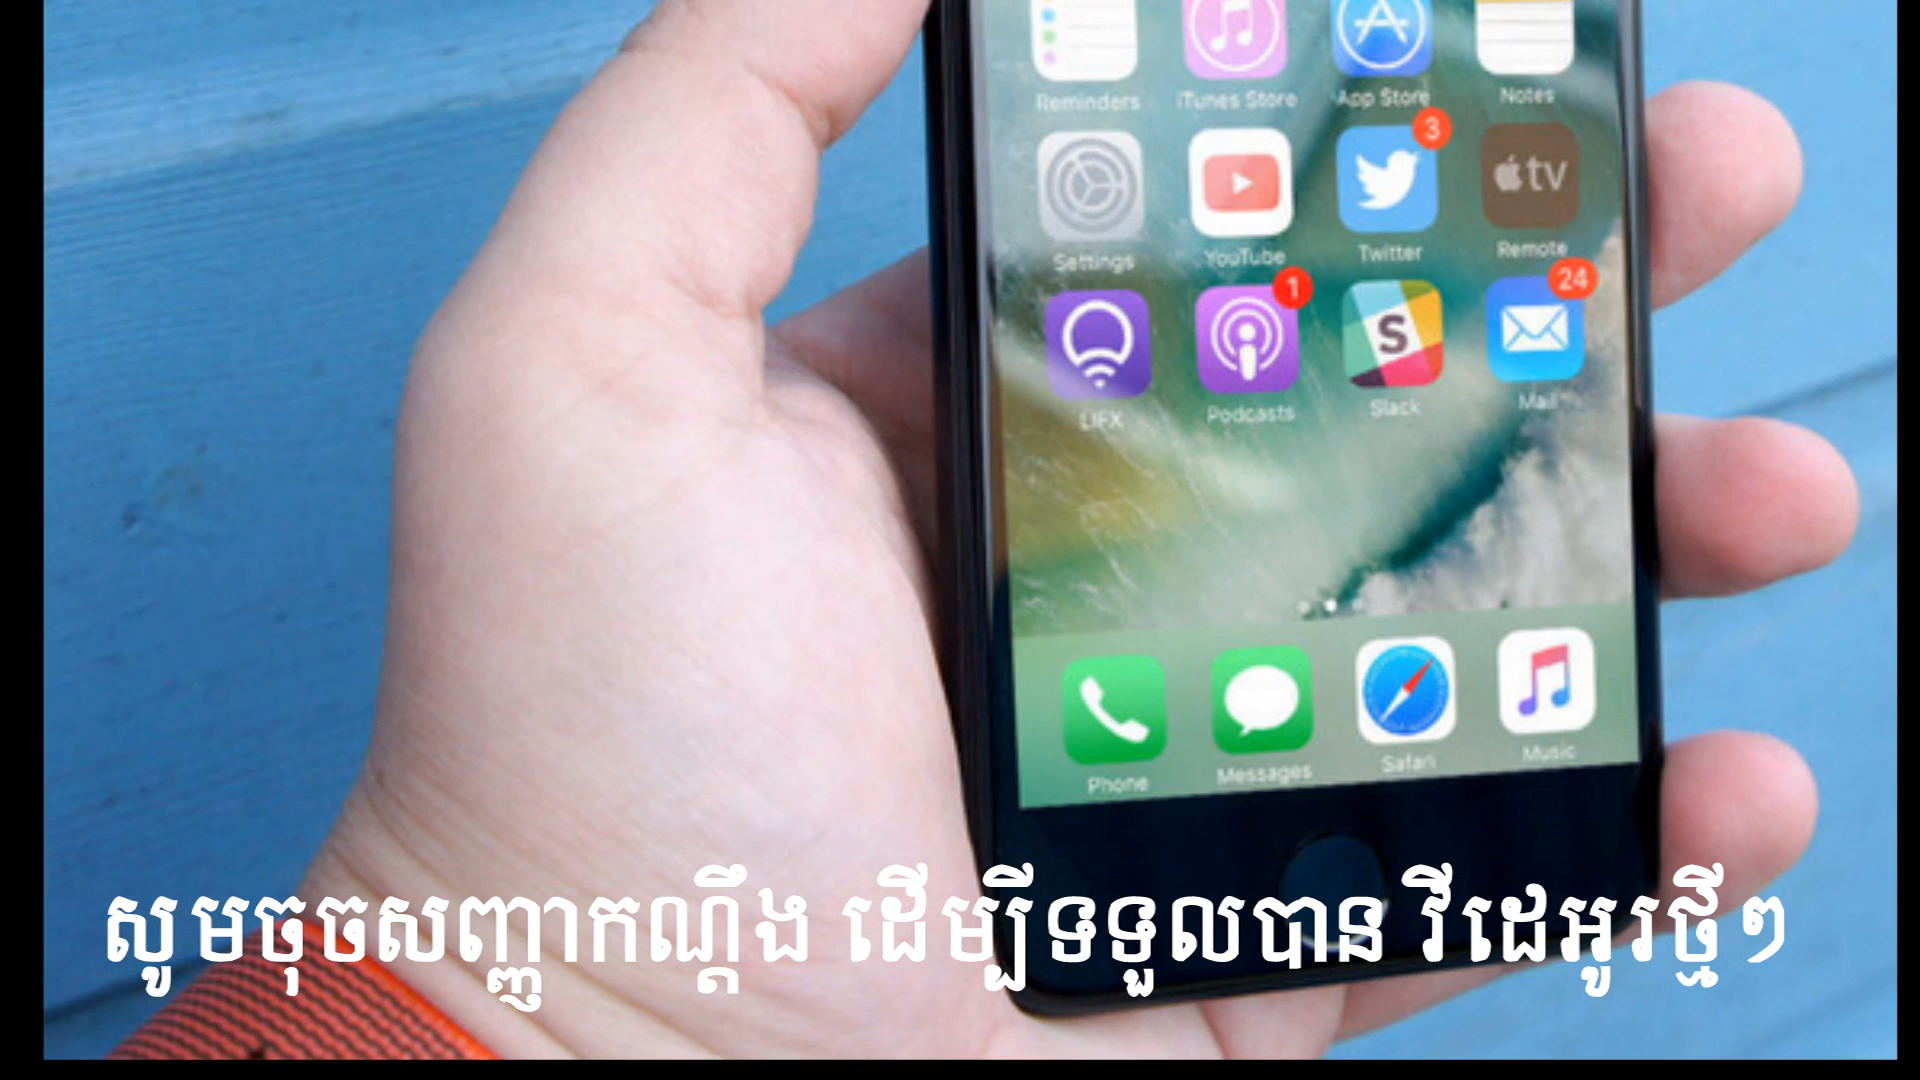 Reminders iTunes Store App Store Notes
3
Settings YouTube Twitter Remote
tv
1 24
S
LIFX Podcasts Slack Mail
Phone Messages Safari Music
សូមចុចសញ្ញាកណ្ដឹង ដើម្បីទទួលបាន វីដេអូរថ្មីៗ